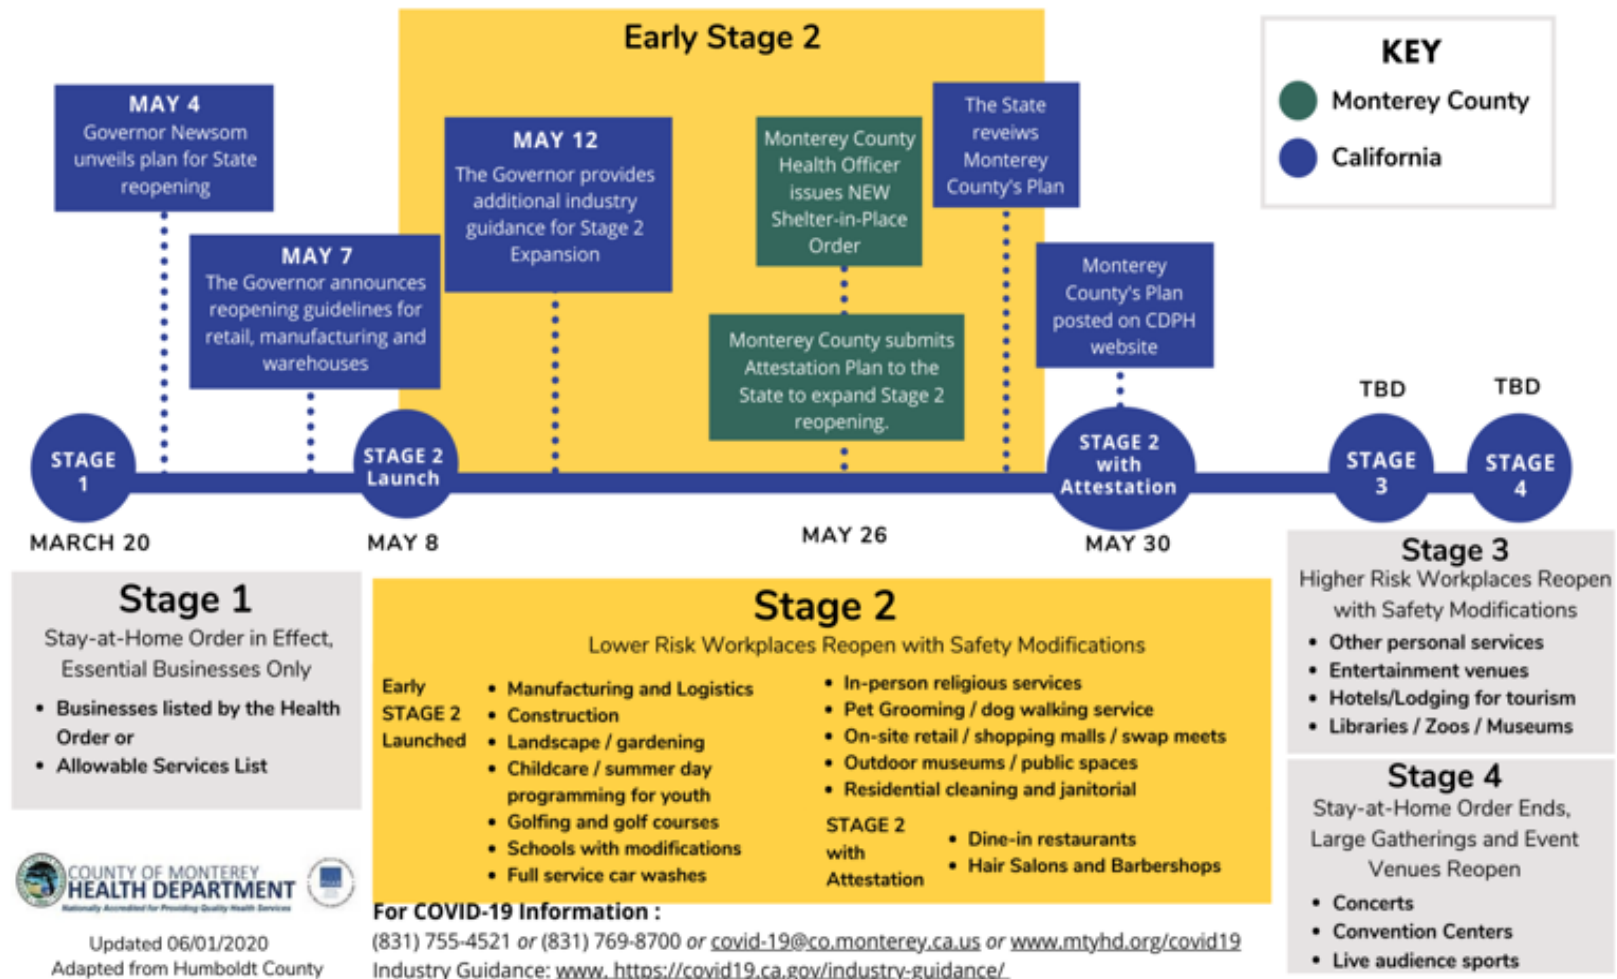 Early Stage 2
KEY
Monterey County
California
MAY 4
Governor Newsom
unveils plan for State
reopening
MAY 7
The Governor announces
reopening guidelines for
retail, manufacturing and
warehouses
MAY 12
The Governor provides
additional industry
guidance for Stage 2
Expansion
Monterey County
Health Officer
issues NEW
Shelter-in-Place
Order
Monterey County submits
Attestation Plan to the
State to expand Stage 2
reopening.
The State
reveiws
Monterey
County's Plan
Monterey
County's Plan
posted on CDPH
website
TBD
TBD
STAGE
1
STAGE 2
Launch
STAGE 2
with
Attestation
STAGE
3
STAGE
4
MARCH 20
MAY 8
MAY 26
MAY 30
Stage 1
Stay-at-Home Order in Effect,
Essential Businesses Only
• Businesses listed by the Health
Order or
• Allowable Services List
Stage 2
Lower Risk Workplaces Reopen with Safety Modifications
Early
STAGE 2
Launched
• Manufacturing and Logistics
• Construction
• Landscape / gardening
• Childcare / summer day
programming for youth
• Golfing and golf courses
• Schools with modifications
• Full service car washes
• In-person religious services
• Pet Grooming / dog walking service
• On-site retail / shopping malls / swap meets
• Outdoor museums / public spaces
• Residential cleaning and janitorial
STAGE 2
with
Attestation
• Dine-in restaurants
• Hair Salons and Barbershops
Stage 3
Higher Risk Workplaces Reopen
with Safety Modifications
• Other personal services
• Entertainment venues
• Hotels/Lodging for tourism
• Libraries / Zoos / Museums
Stage 4
Stay-at-Home Order Ends,
Large Gatherings and Event
Venues Reopen
• Concerts
• Convention Centers
• Live audience sports
COUNTY OF MONTEREY
HEALTH DEPARTMENT
Nationally Accredited for Providing Quality Health Services
Updated 06/01/2020
Adapted from Humboldt County
For COVID-19 Information :
(831) 755-4521 or (831) 769-8700 or covid-19@co.monterey.ca.us or www.mtyhd.org/covid19
Industry Guidance: www. https://covid19.ca.gov/industry-guidance/